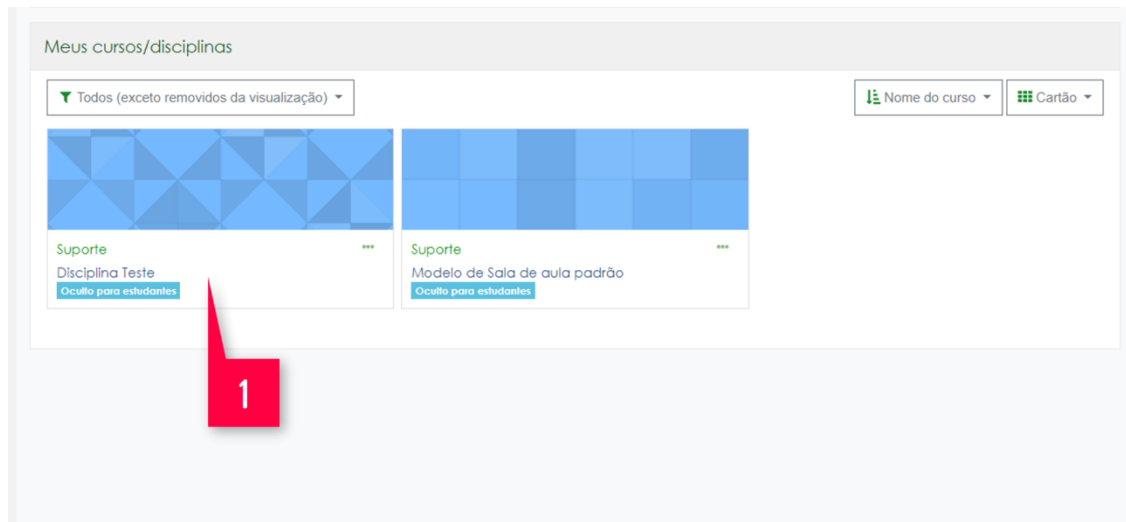 Meus cursos/disciplinas
Todos (exceto removidos da visualização)
Nome do curso
Cartão
Suporte
Disciplina Teste
Oculto para estudantes
Suporte
Modelo de Sala de aula padrão
Oculto para estudantes
1